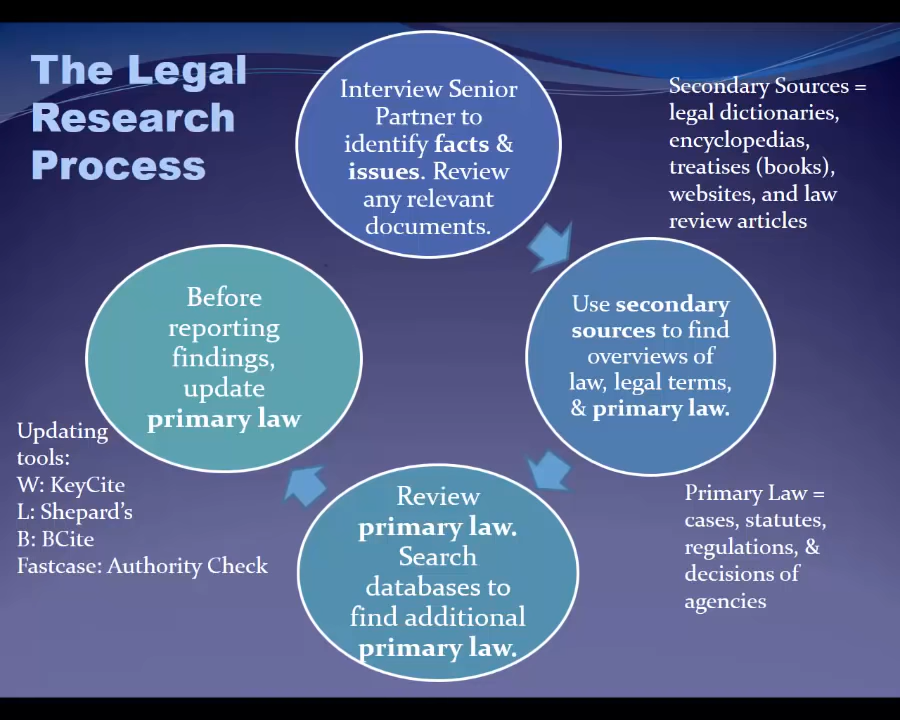 The Legal
Research
Process
Interview Senior
Partner to
identify facts &
issues. Review
any relevant
documents.
Secondary Sources =
legal dictionaries,
encyclopedias,
treatises (books),
websites, and law
review articles
Use secondary
sources to find
overviews of
law, legal terms,
& primary law.
Primary Law =
cases, statutes,
regulations, &
decisions of
agencies
Review
primary law.
Search
databases to
find additional
primary law.
Before
reporting
findings,
update
primary law
Updating
tools:
W: KeyCite
L: Shepard’s
B: BCite
Fastcase: Authority Check